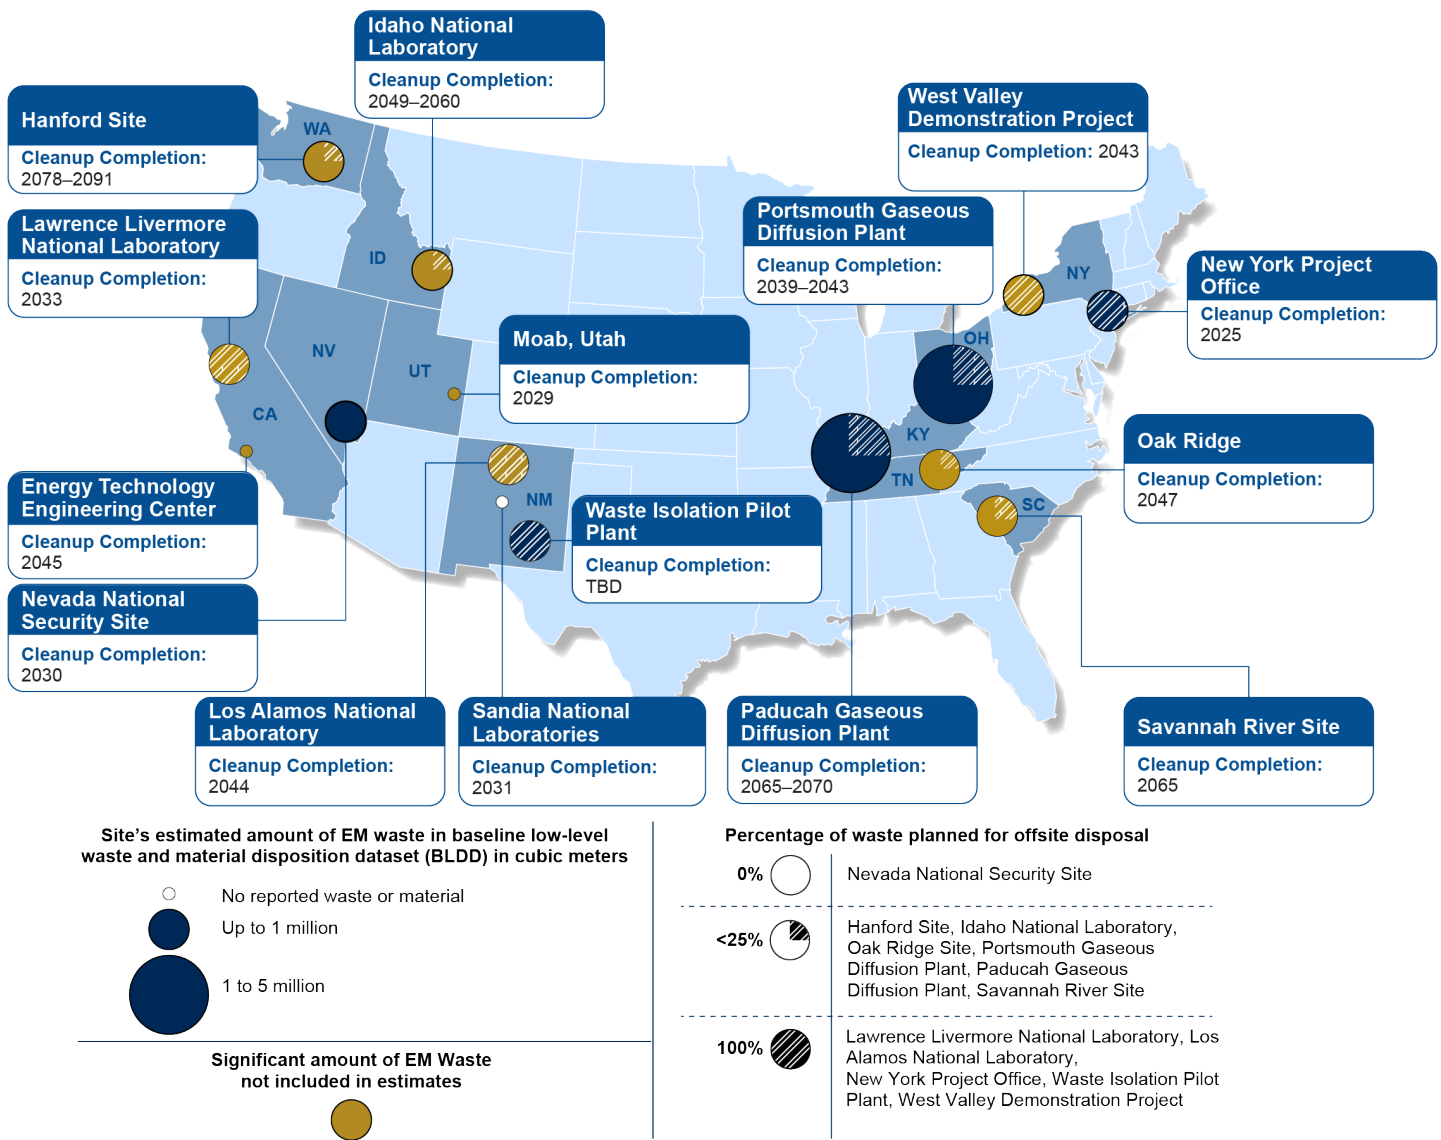 Idaho National
Laboratory
Cleanup Completion:
2049–2060
Hanford Site
Cleanup Completion:
2078–2091
WA
West Valley
Demonstration Project
Cleanup Completion: 2043
Lawrence Livermore
National Laboratory
Cleanup Completion:
2033
ID
Portsmouth Gaseous
Diffusion Plant
Cleanup Completion:
2039–2043
NY
New York Project
Office
Cleanup Completion:
2025
NV
UT
CA
Moab, Utah
Cleanup Completion:
2029
OH
KY
TN
SC
NM
Oak Ridge
Cleanup Completion:
2047
Energy Technology
Engineering Center
Cleanup Completion:
2045
Waste Isolation Pilot
Plant
Cleanup Completion:
TBD
Nevada National
Security Site
Cleanup Completion:
2030
Los Alamos National
Laboratory
Cleanup Completion:
2044
Sandia National
Laboratories
Cleanup Completion:
2031
Paducah Gaseous
Diffusion Plant
Cleanup Completion:
2065–2070
Savannah River Site
Cleanup Completion:
2065
Site’s estimated amount of EM waste in baseline low-level
waste and material disposition dataset (BLDD) in cubic meters
No reported waste or material
Up to 1 million
1 to 5 million
Significant amount of EM Waste
not included in estimates
Percentage of waste planned for offsite disposal
0%
Nevada National Security Site
<25%
Hanford Site, Idaho National Laboratory,
Oak Ridge Site, Portsmouth Gaseous
Diffusion Plant, Paducah Gaseous
Diffusion Plant, Savannah River Site
100%
Lawrence Livermore National Laboratory, Los
Alamos National Laboratory,
New York Project Office, Waste Isolation Pilot
Plant, West Valley Demonstration Project